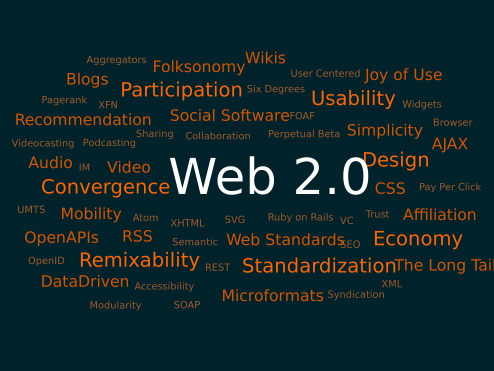 Aggregators Folksonomy Wikis
Blogs User Centered Joy of Use
Participation Six Degrees Usability
Pagerank XFN Widgets
Recommendation Social Software FOAF Browser
Sharing Collaboration Perpetual Beta Simplicity
Videocasting Podcasting AJAX
Audio IM Video Design
Convergence Web 2.0 CSS Pay Per Click
UMTS Mobility Atom XHTML SVG Ruby on Rails VC Trust Affiliation
OpenAPIs RSS Semantic Web Standards SEO Economy
OpenID Remixability REST Standardization The Long Tail
DataDriven Accessibility XML
Modularity SOAP Microformats Syndication